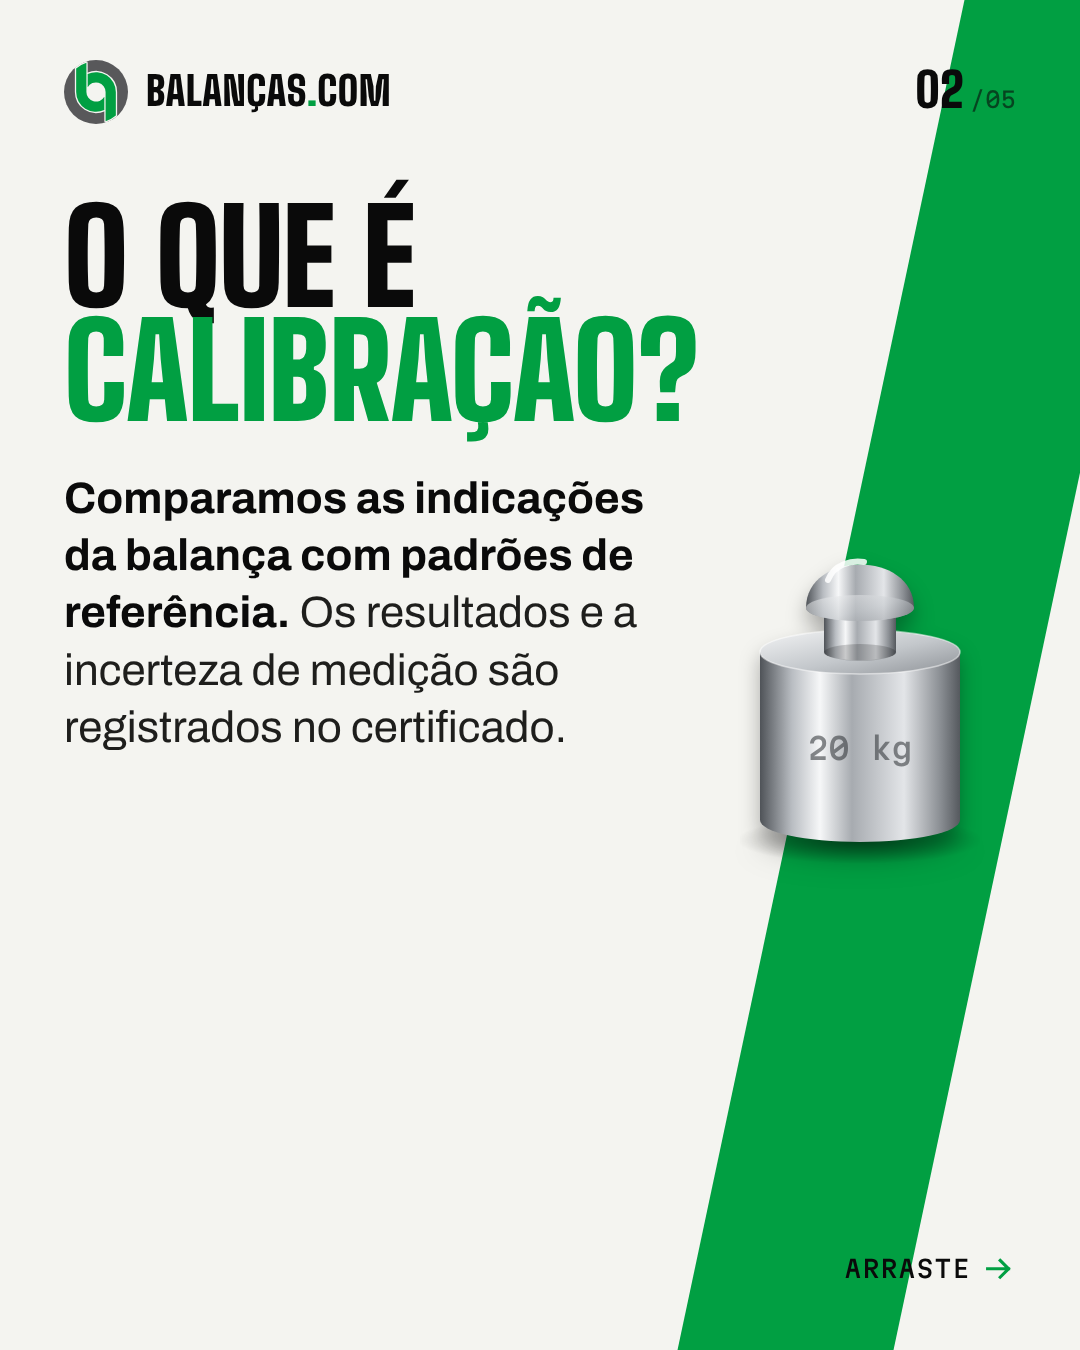 BALANÇAS.COM
02 /05
O QUE É
CALIBRAÇÃO?
Comparamos as indicações
da balança com padrões de
referência. Os resultados e a
incerteza de medição são
registrados no certificado.
20 kg
ARRASTE →